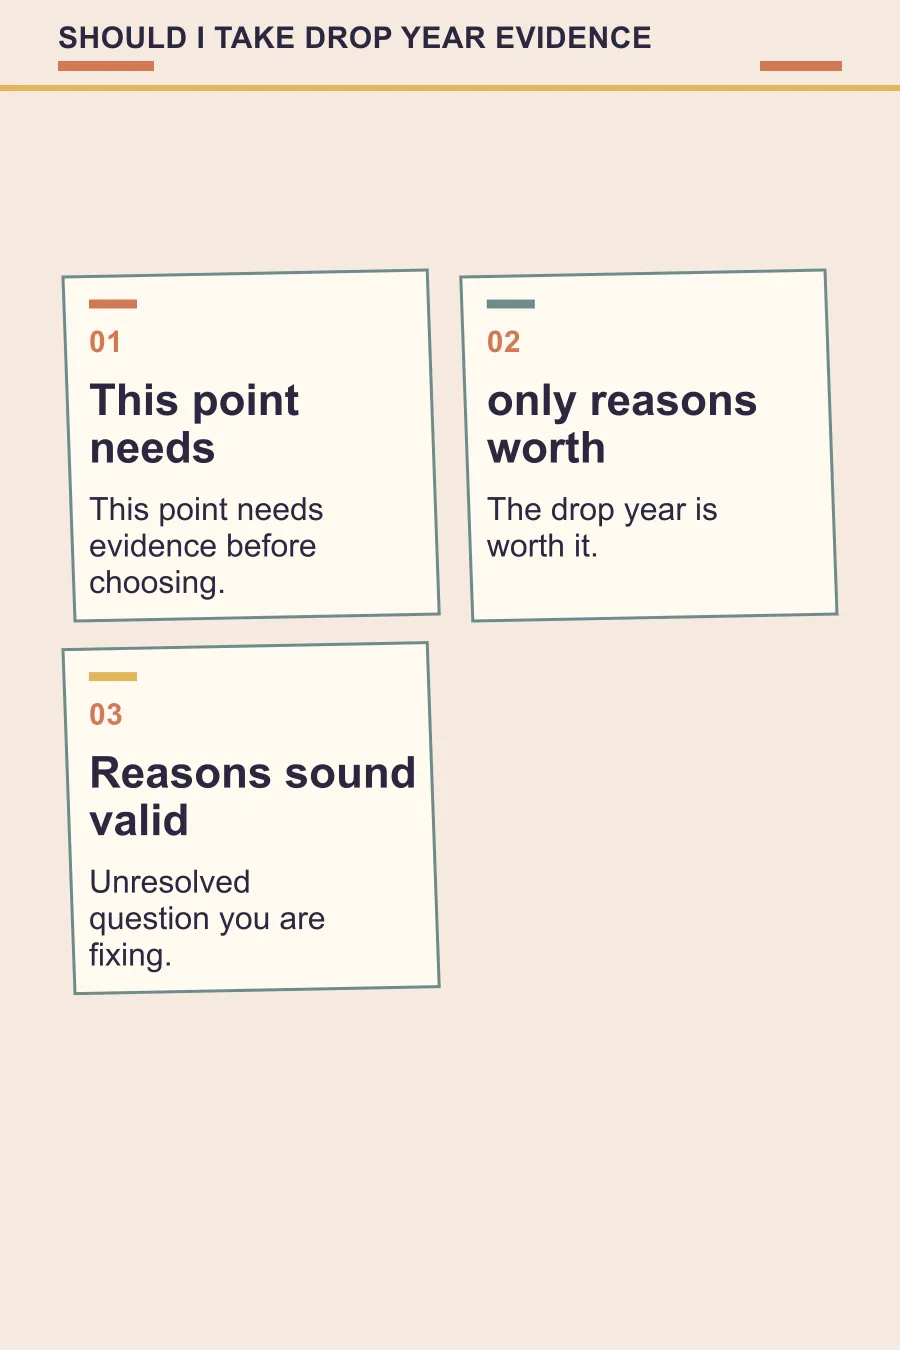 SHOULD I TAKE DROP YEAR EVIDENCE
01
This point
needs
This point needs
evidence before
choosing.
02
only reasons
worth
The drop year is
worth it.
03
Reasons sound
valid
Unresolved
question you are
fixing.